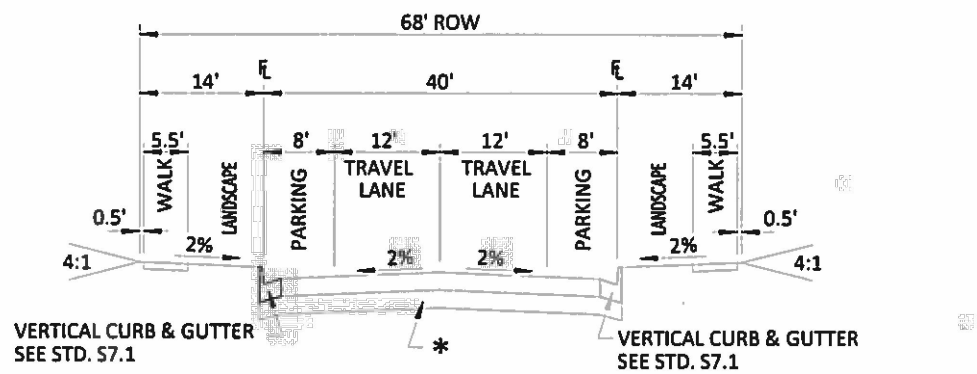 68' ROW
FL FL
14' 40' 14'
5.5' 8' 12' 12' 8' 5.5'
WALK
LANDSCAPE
PARKING
TRAVEL
LANE
TRAVEL
LANE
PARKING
LANDSCAPE
WALK
0.5' 0.5'
2% 2% 2% 2%
4:1 4:1
*
VERTICAL CURB & GUTTER
SEE STD. S7.1
VERTICAL CURB & GUTTER
SEE STD. S7.1